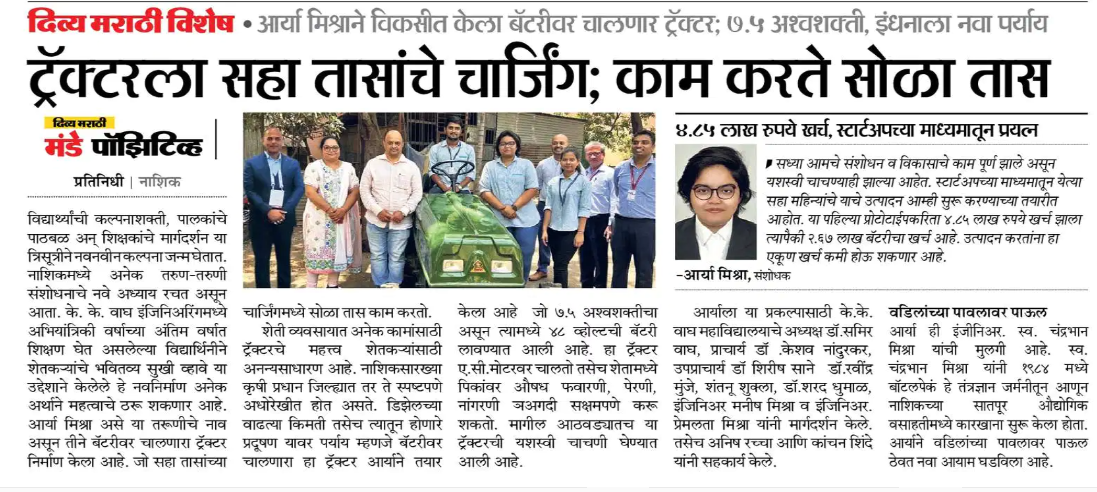 दिव्य मराठी विशेष • आर्या मिश्राने विकसीत केला बॅटरीवर चालणार ट्रॅक्टर; ७.५ अश्वशक्ती, इंधनाला नवा पर्याय
ट्रॅक्टरला सहा तासांचे चार्जिंग; काम करते सोळा तास
दिव्य मराठी
मंडे पॉझिटिव्ह
प्रतिनिधी | नाशिक
विद्यार्थ्यांची कल्पनाशक्ती, पालकांचे
पाठबळ अन् शिक्षकांचे मार्गदर्शन या
त्रिसूत्रीने नवनवीन कल्पना जन्म घेतात.
नाशिकमध्ये अनेक तरुण-तरुणी
संशोधनाचे नवे अध्याय रचत असून
आता. के. के. वाघ इंजिनिअरिंगमध्ये
अभियांत्रिकी वर्षाच्या अंतिम वर्षात
शिक्षण घेत असलेल्या विद्यार्थिनीने
शेतकऱ्यांचे भवितव्य सुखी व्हावे या
उद्देशाने केलेले हे नवनिर्माण अनेक
अर्थाने महत्वाचे ठरू शकणार आहे.
आर्या मिश्रा असे या तरूणीचे नाव
असून तीने बॅटरीवर चालणारा ट्रॅक्टर
निर्माण केला आहे. जो सहा तासांच्या
चार्जिंगमध्ये सोळा तास काम करतो.
शेती व्यवसायात अनेक कामांसाठी
ट्रॅक्टरचे महत्त्व शेतकऱ्यांसाठी
अनन्यसाधारण आहे. नाशिकसारख्या
कृषी प्रधान जिल्ह्यात तर ते स्पष्टपणे
अधोरेखीत होत असते. डिझेलच्या
वाढत्या किमती तसेच त्यातून होणारे
प्रदूषण यावर पर्याय म्हणजे बॅटरीवर
चालणारा हा ट्रॅक्टर आर्याने तयार
केला आहे जो ७.५ अश्वशक्तीचा
असून त्यामध्ये ४८ व्होल्टची बॅटरी
लावण्यात आली आहे. हा ट्रॅक्टर
ए.सी.मोटरवर चालतो तसेच शेतामध्ये
पिकांवर औषध फवारणी, पेरणी,
नांगरणी ञअगदी सक्षमपणे करू
शकतो. मागील आठवड्यातच या
ट्रॅक्टरची यशस्वी चाचणी घेण्यात
आली आहे.
४.८५ लाख रुपये खर्च, स्टार्टअपच्या माध्यमातून प्रयत्न
सध्या आमचे संशोधन व विकासाचे काम पूर्ण झाले असून
यशस्वी चाचण्याही झाल्या आहेत. स्टार्टअपच्या माध्यमातून येत्या
सहा महिन्यांचे याचे उत्पादन आम्ही सुरू करण्याच्या तयारीत
आहोत. या पहिल्या प्रोटोटाईपकरिता ४.८५ लाख रुपये खर्च झाला
त्यापैकी २.६७ लाख बॅटरीचा खर्च आहे. उत्पादन करतांना हा
एकूण खर्च कमी होऊ शकणार आहे.
-आर्या मिश्रा, संशोधक
आर्याला या प्रकल्पासाठी के.के.
वाघ महाविद्यालयाचे अध्यक्ष डॉ.समिर
वाघ, प्राचार्य डॉ .केशव नांदुरकर,
उपप्राचार्य डॉ शिरीष साने डॉ.रवींद्र
मुंजे, शंतनू शुक्ला, डॉ.शरद धुमाळ,
इंजिनिअर मनीष मिश्रा व इंजिनिअर.
प्रेमलता मिश्रा यांनी मार्गदर्शन केले.
तसेच अनिष रच्चा आणि कांचन शिंदे
यांनी सहकार्य केले.
वडिलांच्या पावलावर पाऊल
आर्या ही इंजीनिअर. स्व. चंद्रभान
मिश्रा यांची मुलगी आहे. स्व.
चंद्रभान मिश्रा यांनी १९८४ मध्ये
बॉटलपेकं हे तंत्रज्ञान जर्मनीतून आणून
नाशिकच्या सातपूर औद्योगिक
वसाहतीमध्ये कारखाना सुरू केला होता.
आर्याने वडिलांच्या पावलावर पाऊल
ठेवत नवा आयाम घडविला आहे.